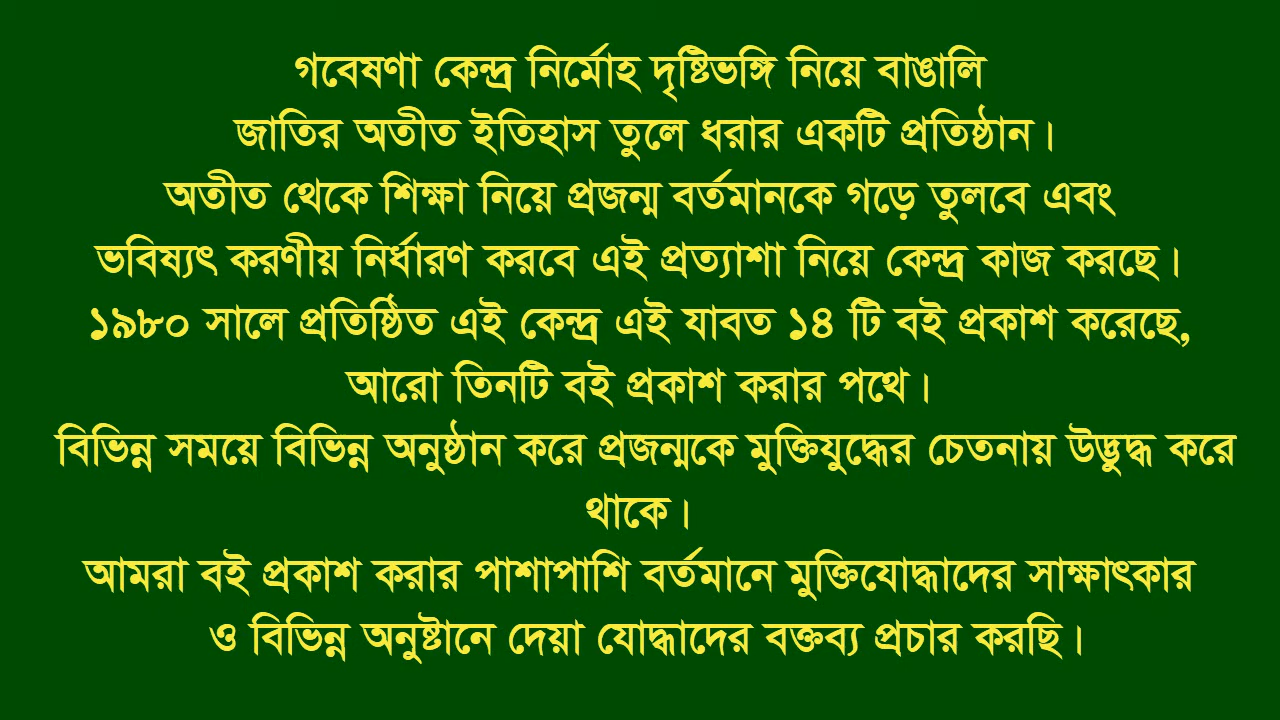 গবেষণা কেন্দ্র নির্মোহ দৃষ্টিভঙ্গি নিয়ে বাঙালি
জাতির অতীত ইতিহাস তুলে ধরার একটি প্রতিষ্ঠান।
অতীত থেকে শিক্ষা নিয়ে প্রজন্ম বর্তমানকে গড়ে তুলবে এবং
ভবিষ্যৎ করণীয় নির্ধারণ করবে এই প্রত্যাশা নিয়ে কেন্দ্র কাজ করছে।
১৯৮০ সালে প্রতিষ্ঠিত এই কেন্দ্র এই যাবত ১৪ টি বই প্রকাশ করেছে,
আরো তিনটি বই প্রকাশ করার পথে।
বিভিন্ন সময়ে বিভিন্ন অনুষ্ঠান করে প্রজন্মকে মুক্তিযুদ্ধের চেতনায় উদ্ভুদ্ধ করে
থাকে।
আমরা বই প্রকাশ করার পাশাপাশি বর্তমানে মুক্তিযোদ্ধাদের সাক্ষাৎকার
ও বিভিন্ন অনুষ্টানে দেয়া যোদ্ধাদের বক্তব্য প্রচার করছি।